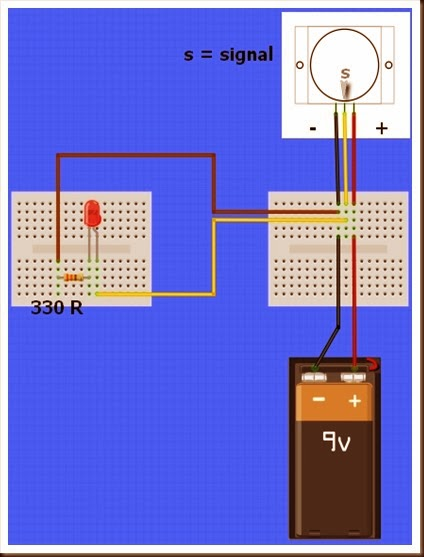 s = signal
s
- +
330 R
- +
9v